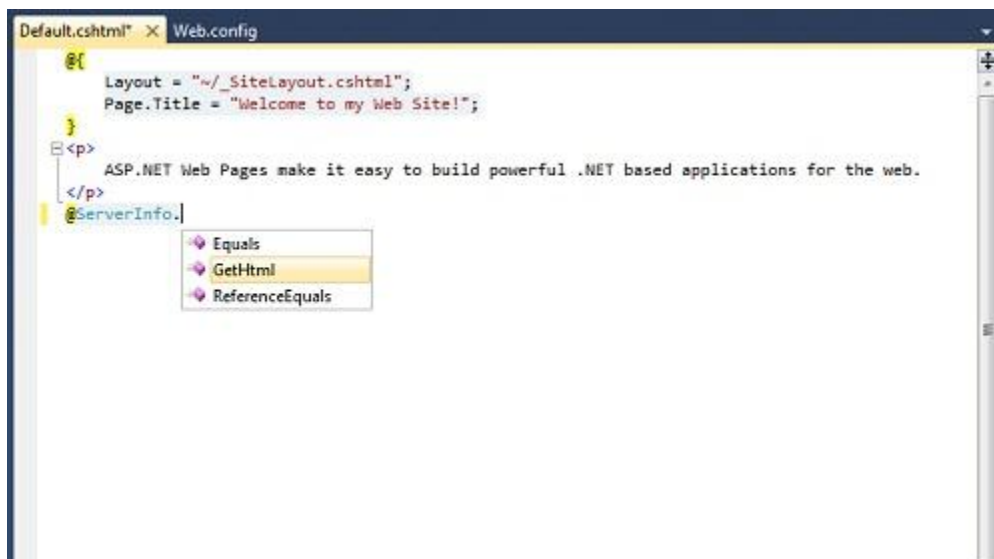 Default.cshtml* Web.config
@{
Layout = "~/_SiteLayout.cshtml";
Page.Title = "Welcome to my Web Site!";
}
<p>
ASP.NET Web Pages make it easy to build powerful .NET based applications for the web.
</p>
@ServerInfo.
Equals
GetHtml
ReferenceEquals